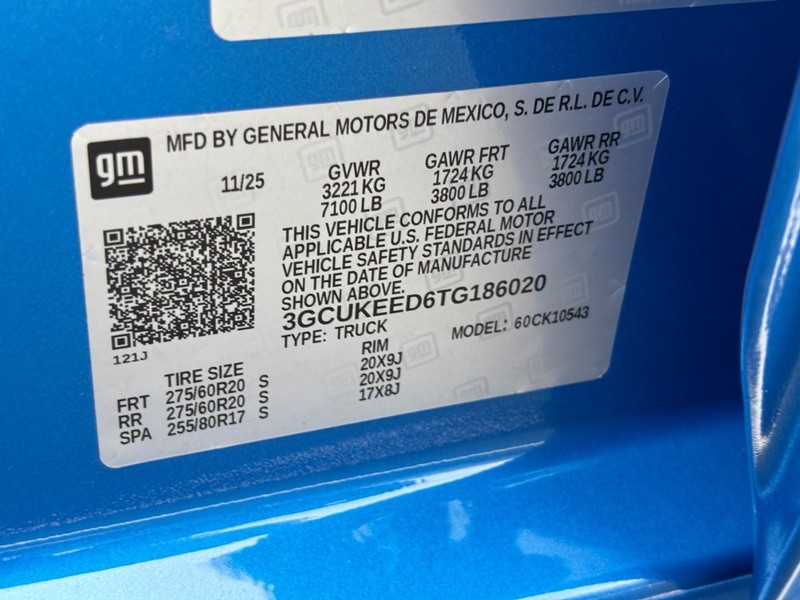 gm
MFD BY GENERAL MOTORS DE MEXICO, S. DE R.L. DE C.V.
11/25
GVWR GAWR FRT GAWR RR
3221 KG 1724 KG 1724 KG
7100 LB 3800 LB 3800 LB
THIS VEHICLE CONFORMS TO ALL
APPLICABLE U.S. FEDERAL MOTOR
VEHICLE SAFETY STANDARDS IN EFFECT
ON THE DATE OF MANUFACTURE
SHOWN ABOVE.
3GCUKEED6TG186020
TYPE: TRUCK MODEL: 60CK10543
121J
TIRE SIZE RIM
FRT 275/60R20 S 20X9J
RR 275/60R20 S 20X9J
SPA 255/80R17 S 17X8J